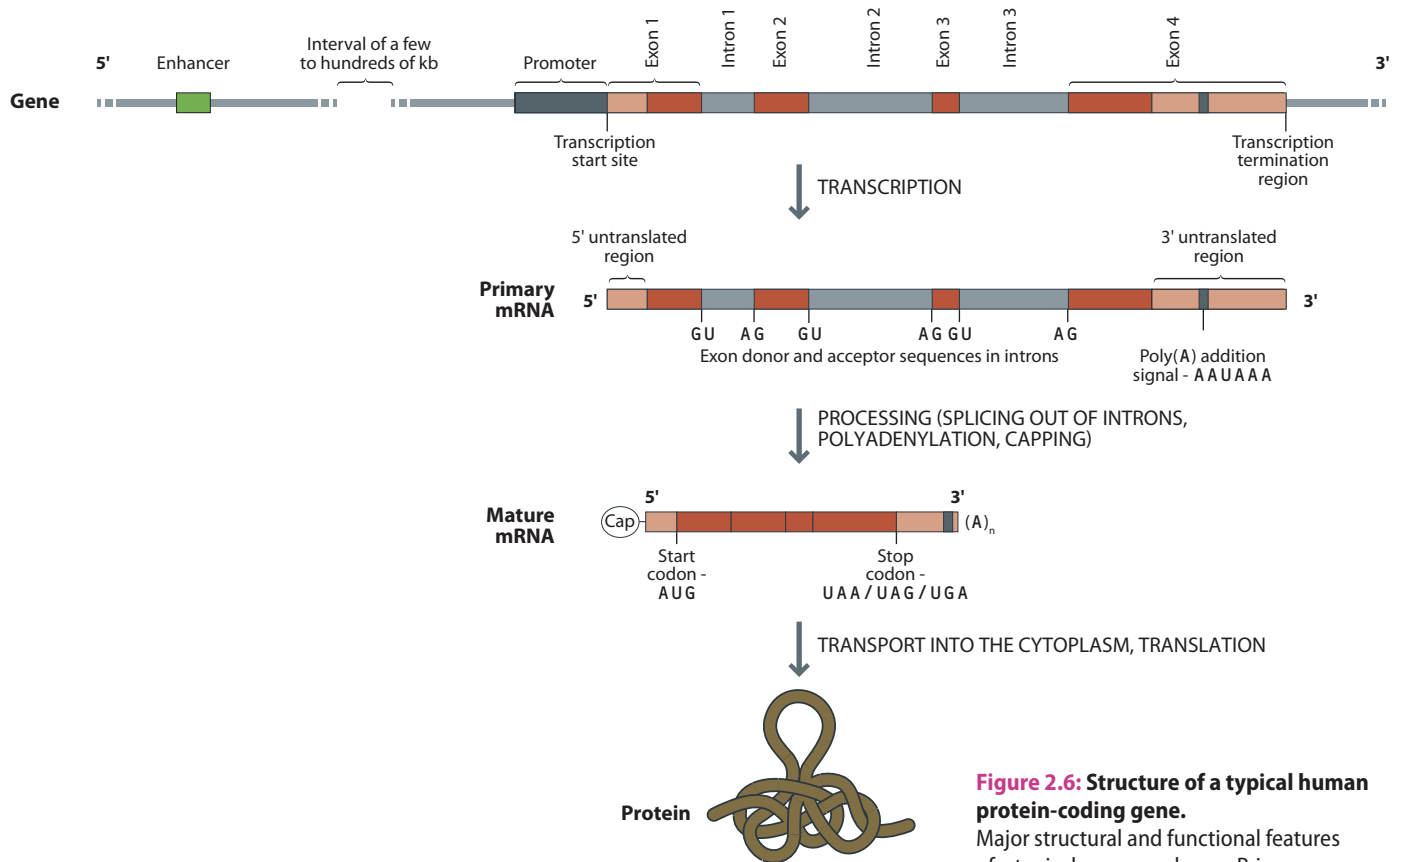 Interval of a few
to hundreds of kb
5'
Enhancer
Promoter
Exon 1
Intron 1
Exon 2
Intron 2
Exon 3
Intron 3
Exon 4
3'
Gene
Transcription
start site
Transcription
termination
region
TRANSCRIPTION
5' untranslated
region
3' untranslated
region
Primary
mRNA
5'
3'
GU AG GU AG GU AG
Exon donor and acceptor sequences in introns
Poly(A) addition
signal - AAUAAA
PROCESSING (SPLICING OUT OF INTRONS,
POLYADENYLATION, CAPPING)
5'
3'
Mature
mRNA
Cap
(A)n
Start
codon -
AUG
Stop
codon -
UAA/UAG/UGA
TRANSPORT INTO THE CYTOPLASM, TRANSLATION
Protein
Figure 2.6: Structure of a typical human
protein-coding gene.
Major structural and functional features